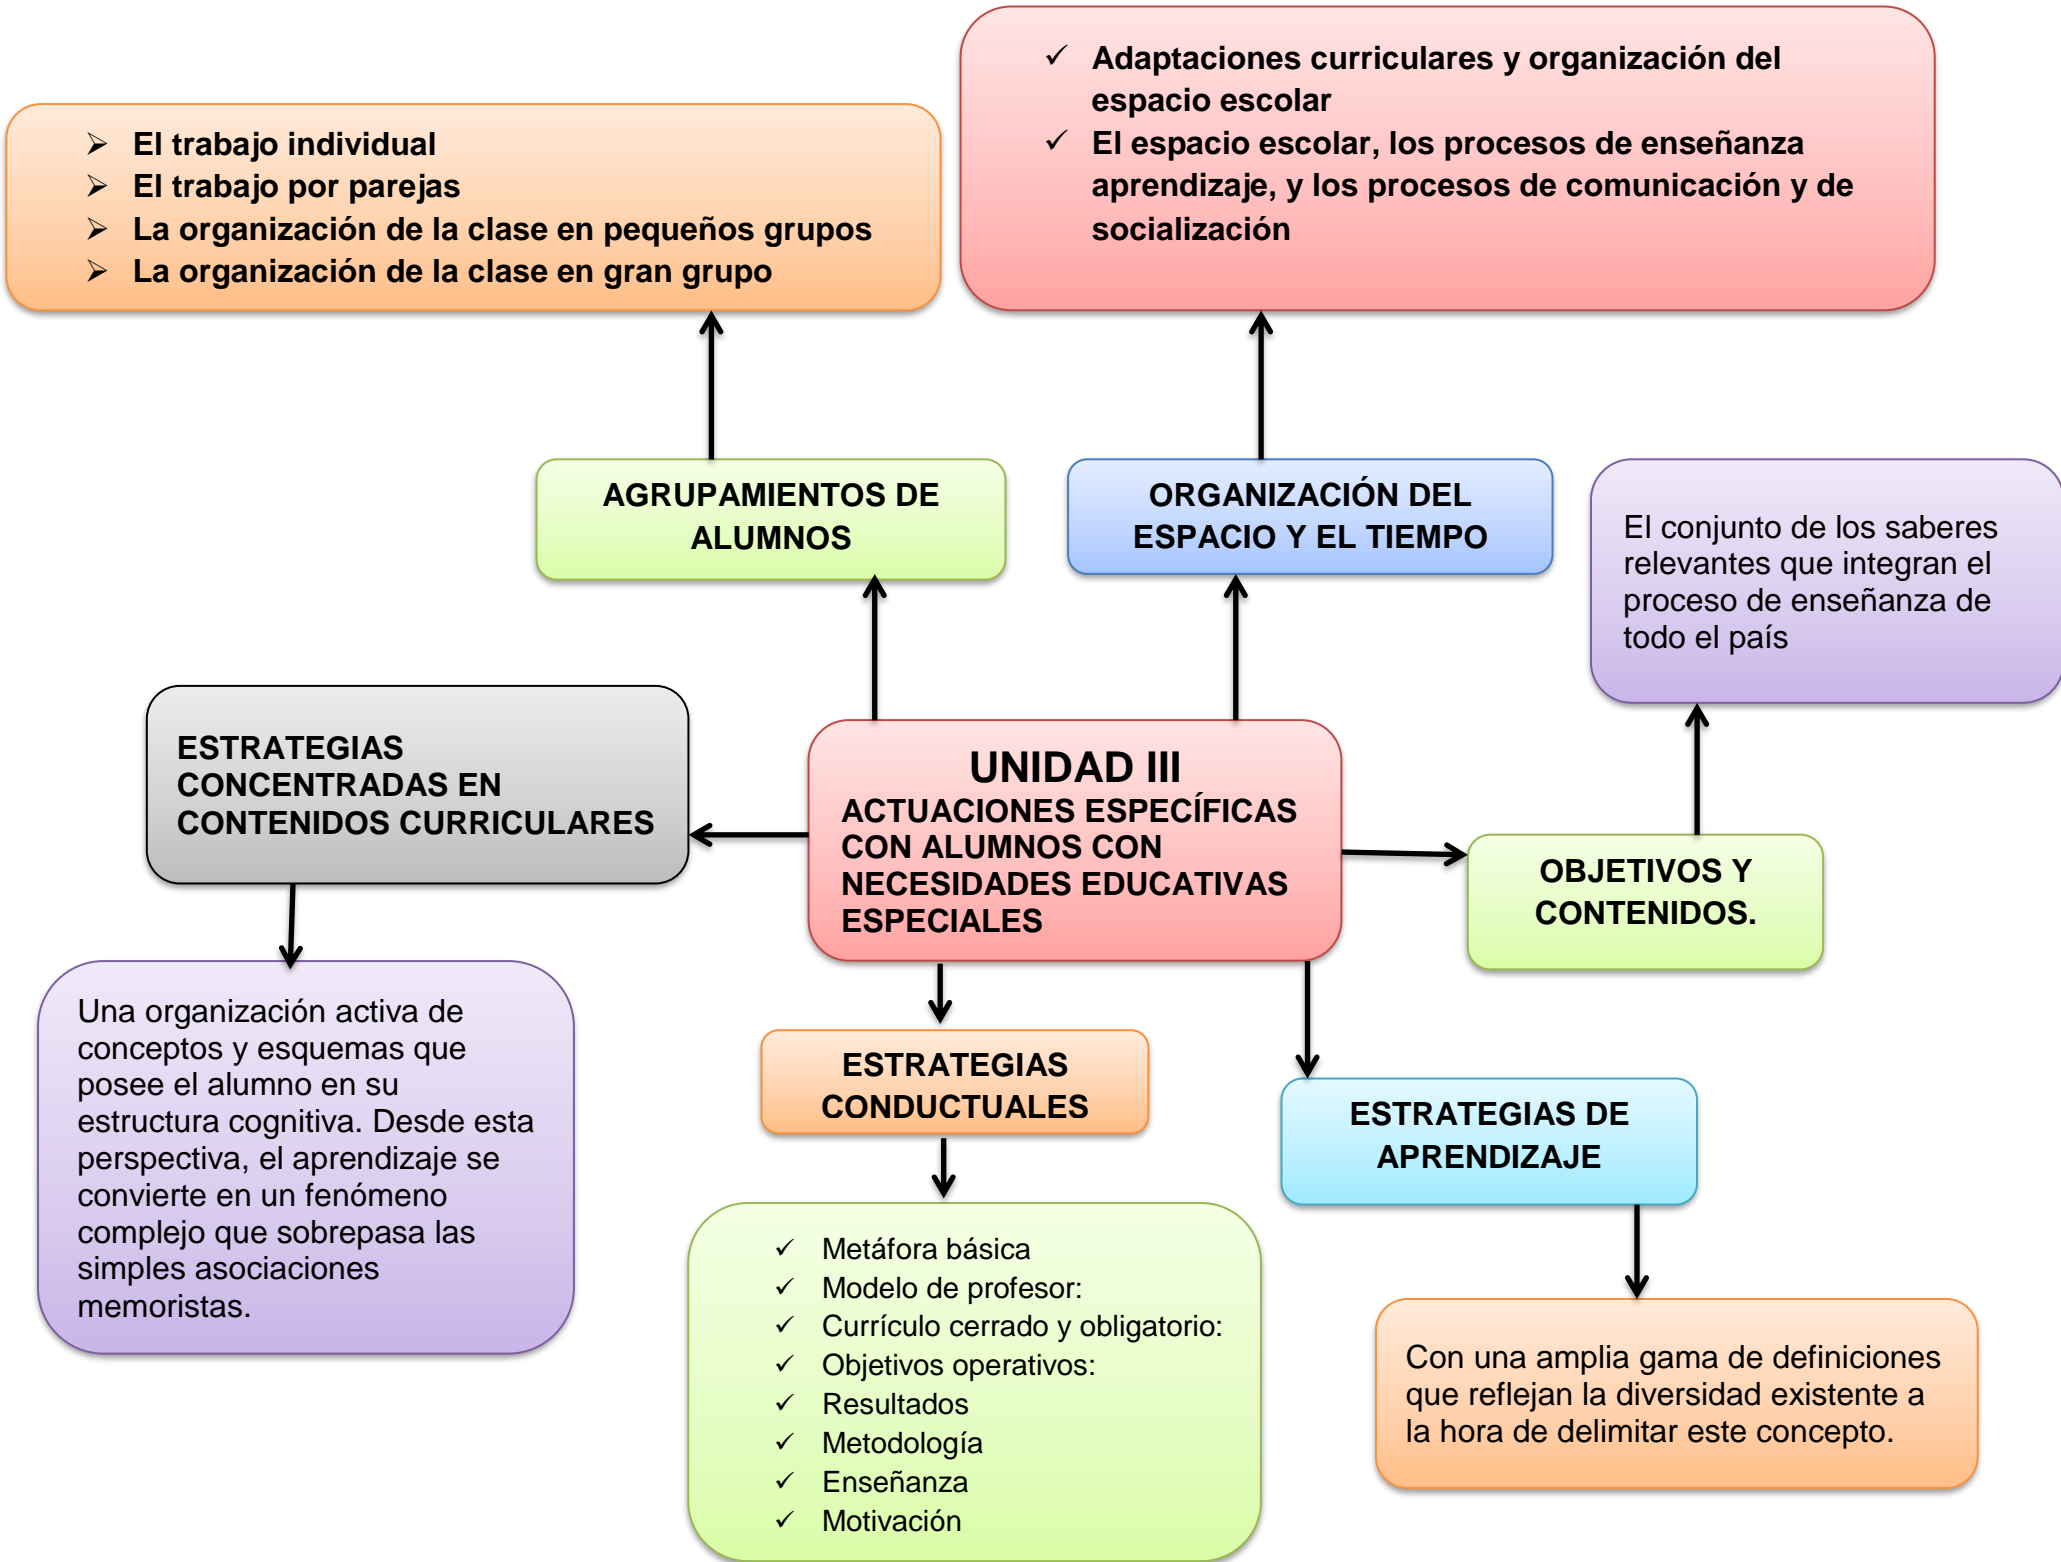 Adaptaciones curriculares y organización del
espacio escolar
El espacio escolar, los procesos de enseñanza
aprendizaje, y los procesos de comunicación y de
socialización
El trabajo individual
El trabajo por parejas
La organización de la clase en pequeños grupos
La organización de la clase en gran grupo
AGRUPAMIENTOS DE
ALUMNOS
ORGANIZACIÓN DEL
ESPACIO Y EL TIEMPO
El conjunto de los saberes
relevantes que integran el
proceso de enseñanza de
todo el país
ESTRATEGIAS
CONCENTRADAS EN
CONTENIDOS CURRICULARES
UNIDAD III
ACTUACIONES ESPECÍFICAS
CON ALUMNOS CON
NECESIDADES EDUCATIVAS
ESPECIALES
OBJETIVOS Y
CONTENIDOS.
Una organización activa de
conceptos y esquemas que
posee el alumno en su
estructura cognitiva. Desde esta
perspectiva, el aprendizaje se
convierte en un fenómeno
complejo que sobrepasa las
simples asociaciones
memoristas.
ESTRATEGIAS
CONDUCTUALES
ESTRATEGIAS DE
APRENDIZAJE
Metáfora básica
Modelo de profesor:
Currículo cerrado y obligatorio:
Objetivos operativos:
Resultados
Metodología
Enseñanza
Motivación
Con una amplia gama de definiciones
que reflejan la diversidad existente a
la hora de delimitar este concepto.